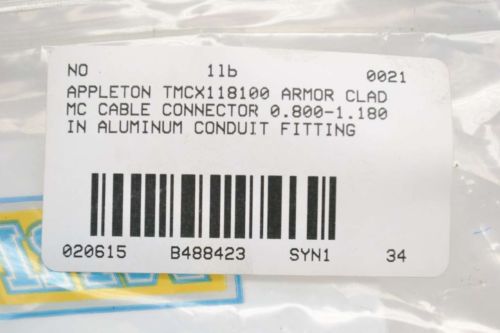 NO 1lb 0021
APPLETON TMCX118100 ARMOR CLAD
MC CABLE CONNECTOR 0.800-1.180
IN ALUMINUM CONDUIT FITTING
020615 B488423 SYN1 34